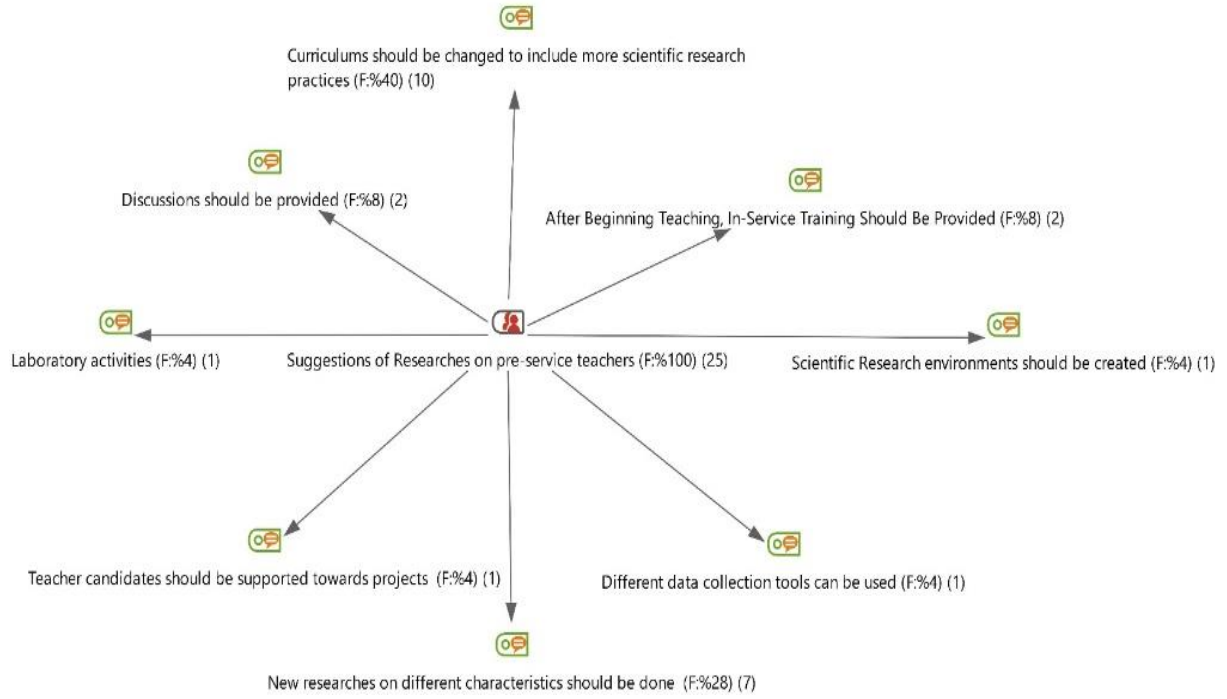 Curriculums should be changed to include more scientific research
practices (F:%40) (10)
Discussions should be provided (F:%8) (2)
After Beginning Teaching, In-Service Training Should Be Provided (F:%8) (2)
Laboratory activities (F:%4) (1)
Suggestions of Researches on pre-service teachers (F:%100) (25)
Scientific Research environments should be created (F:%4) (1)
Teacher candidates should be supported towards projects (F:%4) (1)
Different data collection tools can be used (F:%4) (1)
New researches on different characteristics should be done (F:%28) (7)